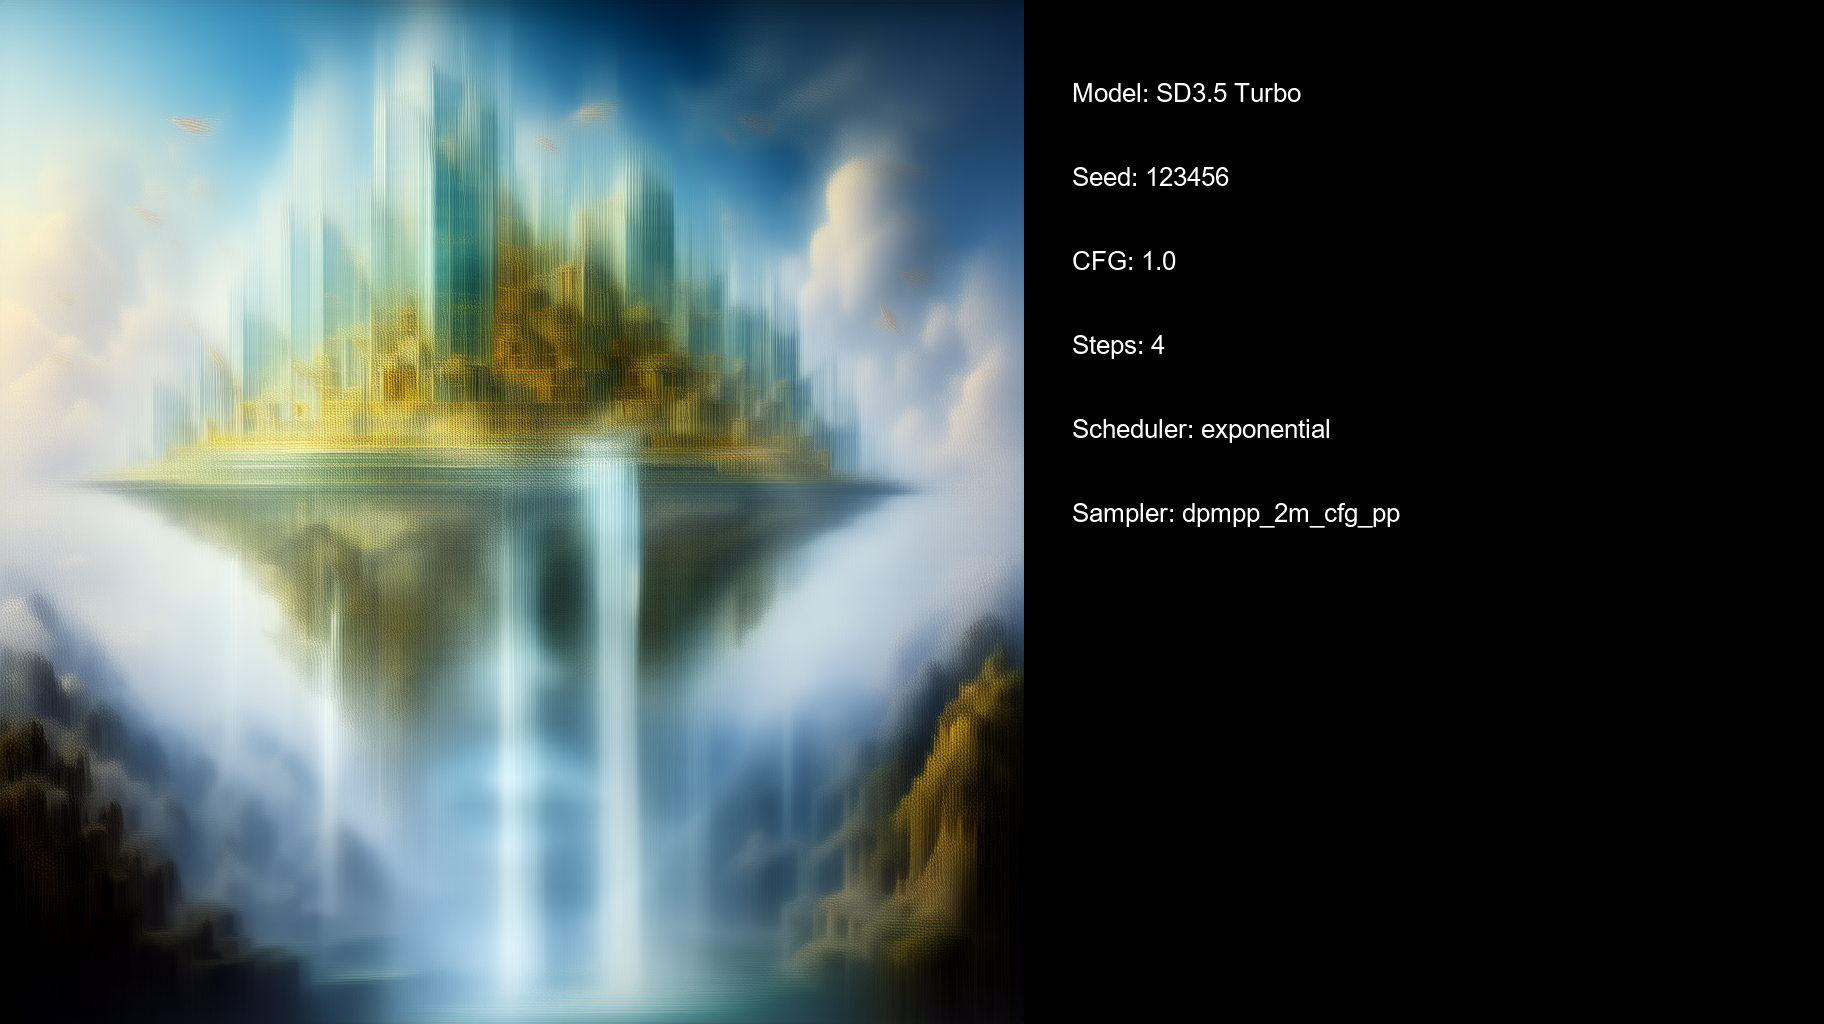 Model: SD3.5 Turbo
Seed: 123456
CFG: 1.0
Steps: 4
Scheduler: exponential
Sampler: dpmpp_2m_cfg_pp